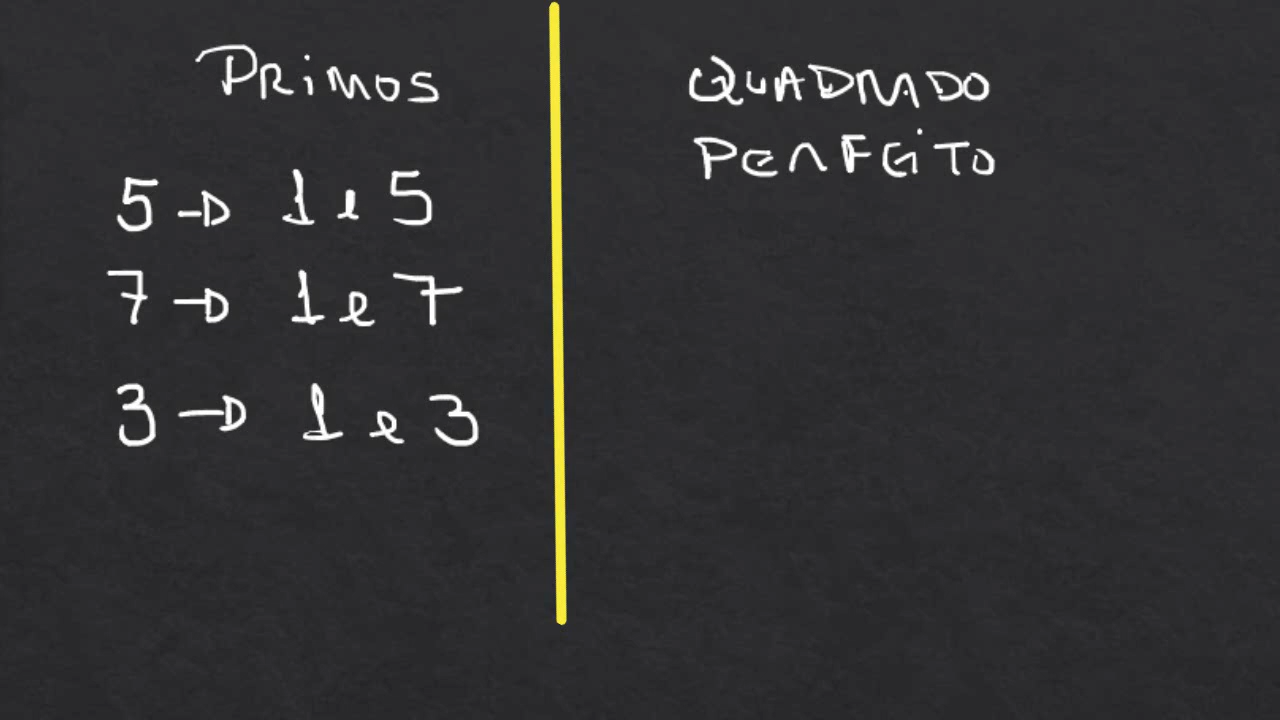 PRIMOS
5 → 1 e 5
7 → 1 e 7
3 → 1 e 3
QUADRADO
PERFEITO